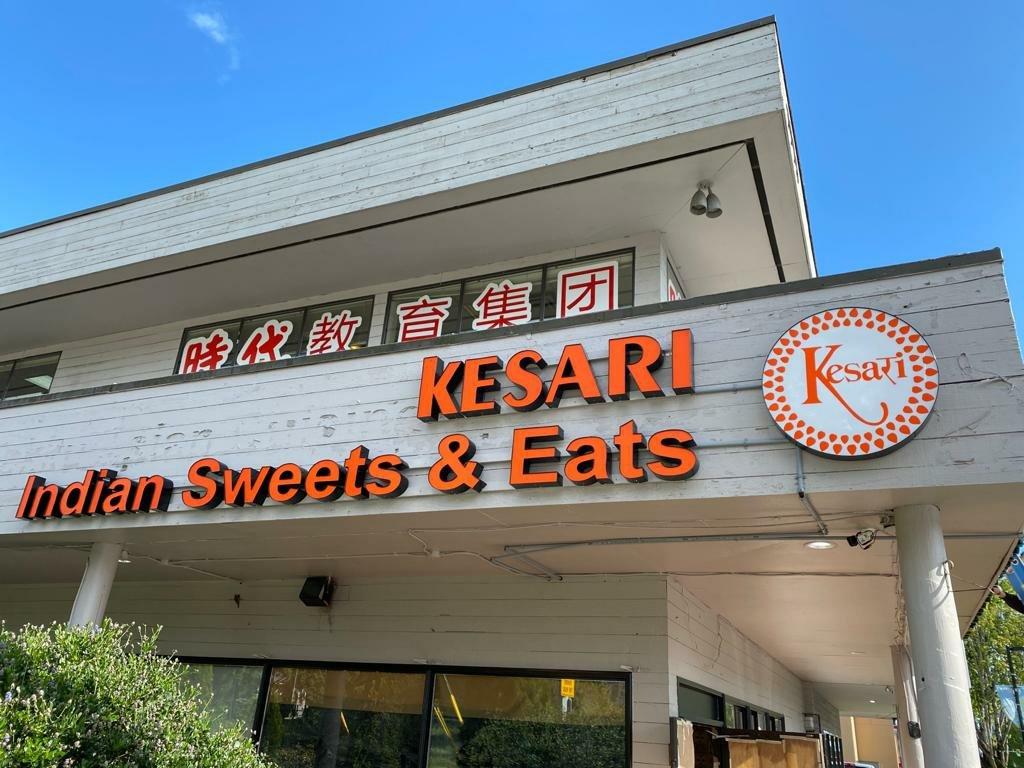 時代教育集团
KESARI
Indian Sweets & Eats
Kesari